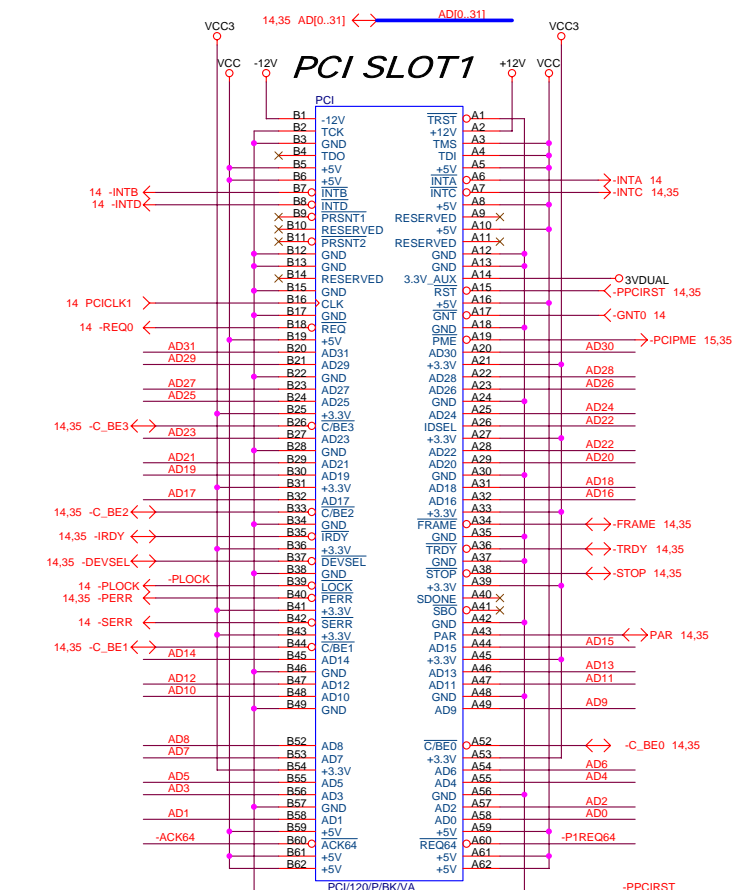 14,35 AD[0..31] AD[0..31]
VCC3 VCC3
VCC -12V PCI SLOT1 +12V VCC
PCI
B1 -12V TRST A1
B2 TCK +12V A2
B3 GND TMS A3
B4 TDO TDI A4
B5 +5V +5V A5
B6 +5V INTA A6 -INTA 14
14 -INTB B7 INTB INTC A7 -INTC 14,35
14 -INTD B8 INTD +5V A8
B9 PRSNT1 RESERVED A9
B10 RESERVED +5V A10
B11 PRSNT2 RESERVED A11
B12 GND GND A12
B13 GND GND A13
B14 RESERVED 3.3V_AUX A14 3VDUAL
B15 GND RST A15 -PPCIRST 14,35
14 PCICLK1 B16 CLK +5V A16
B17 GND GNT A17 -GNT0 14
14 -REQ0 B18 REQ GND A18
B19 +5V PME A19 -PCIPME 15,35
AD31 B20 AD31 AD30 A20 AD30
AD29 B21 AD29 +3.3V A21
B22 GND AD28 A22 AD28
AD27 B23 AD27 AD26 A23 AD26
AD25 B24 AD25 GND A24
B25 +3.3V AD24 A25 AD24
14,35 -C_BE3 B26 C/BE3 IDSEL A26 AD22
AD23 B27 AD23 +3.3V A27
B28 GND AD22 A28 AD22
AD21 B29 AD21 AD20 A29 AD20
AD19 B30 AD19 GND A30
B31 +3.3V AD18 A31 AD18
AD17 B32 AD17 AD16 A32 AD16
14,35 -C_BE2 B33 C/BE2 +3.3V A33
B34 GND FRAME A34 -FRAME 14,35
14,35 -IRDY B35 IRDY GND A35
B36 +3.3V TRDY A36 -TRDY 14,35
14,35 -DEVSEL B37 DEVSEL GND A37
B38 GND STOP A38 -STOP 14,35
14 -PLOCK -PLOCK B39 LOCK +3.3V A39
14,35 -PERR B40 PERR SDONE A40
B41 +3.3V SBO A41
14 -SERR B42 SERR GND A42
B43 +3.3V PAR A43 PAR 14,35
14,35 -C_BE1 B44 C/BE1 AD15 A44 AD15
AD14 B45 AD14 +3.3V A45
B46 GND AD13 A46 AD13
AD12 B47 AD12 AD11 A47 AD11
AD10 B48 AD10 GND A48
B49 GND AD9 A49 AD9
AD8 B52 AD8 C/BE0 A52 -C_BE0 14,35
AD7 B53 AD7 +3.3V A53
B54 +3.3V AD6 A54 AD6
AD5 B55 AD5 AD4 A55 AD4
AD3 B56 AD3 GND A56
B57 GND AD2 A57 AD2
AD1 B58 AD1 AD0 A58 AD0
B59 +5V +5V A59
-ACK64 B60 ACK64 REQ64 A60 -P1REQ64
B61 +5V +5V A61
B62 +5V +5V A62
PCI/120/P/BK/VA -PPCIRST